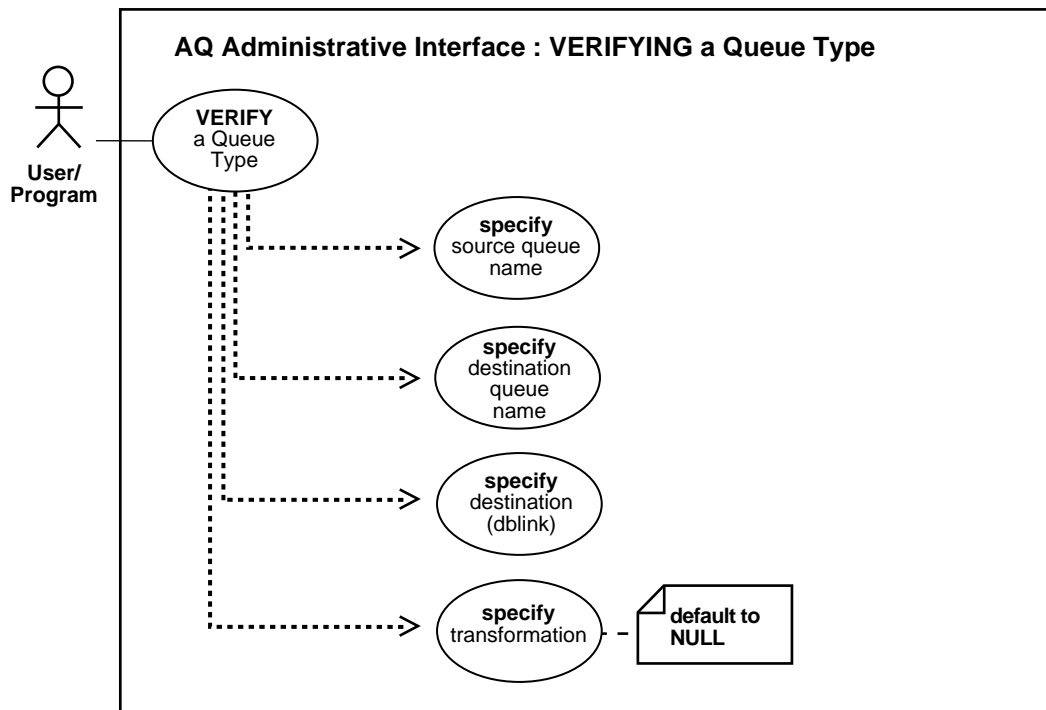 AQ Administrative Interface : VERIFYING a Queue Type
VERIFY
a Queue
Type
User/
Program
specify
source queue
name
specify
destination
queue
name
specify
destination
(dblink)
specify
transformation
default to
NULL